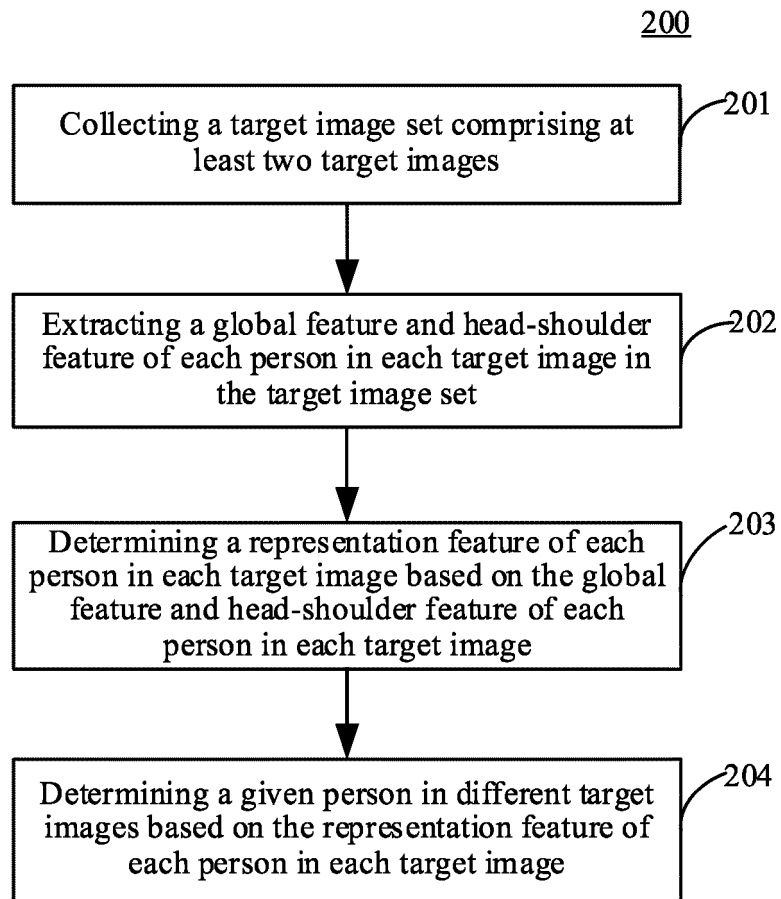 200
Collecting a target image set comprising at
least two target images
201
Extracting a global feature and head-shoulder
feature of each person in each target image in
the target image set
202
Determining a representation feature of each
person in each target image based on the global
feature and head-shoulder feature of each
person in each target image
203
Determining a given person in different target
images based on the representation feature of
each person in each target image
204